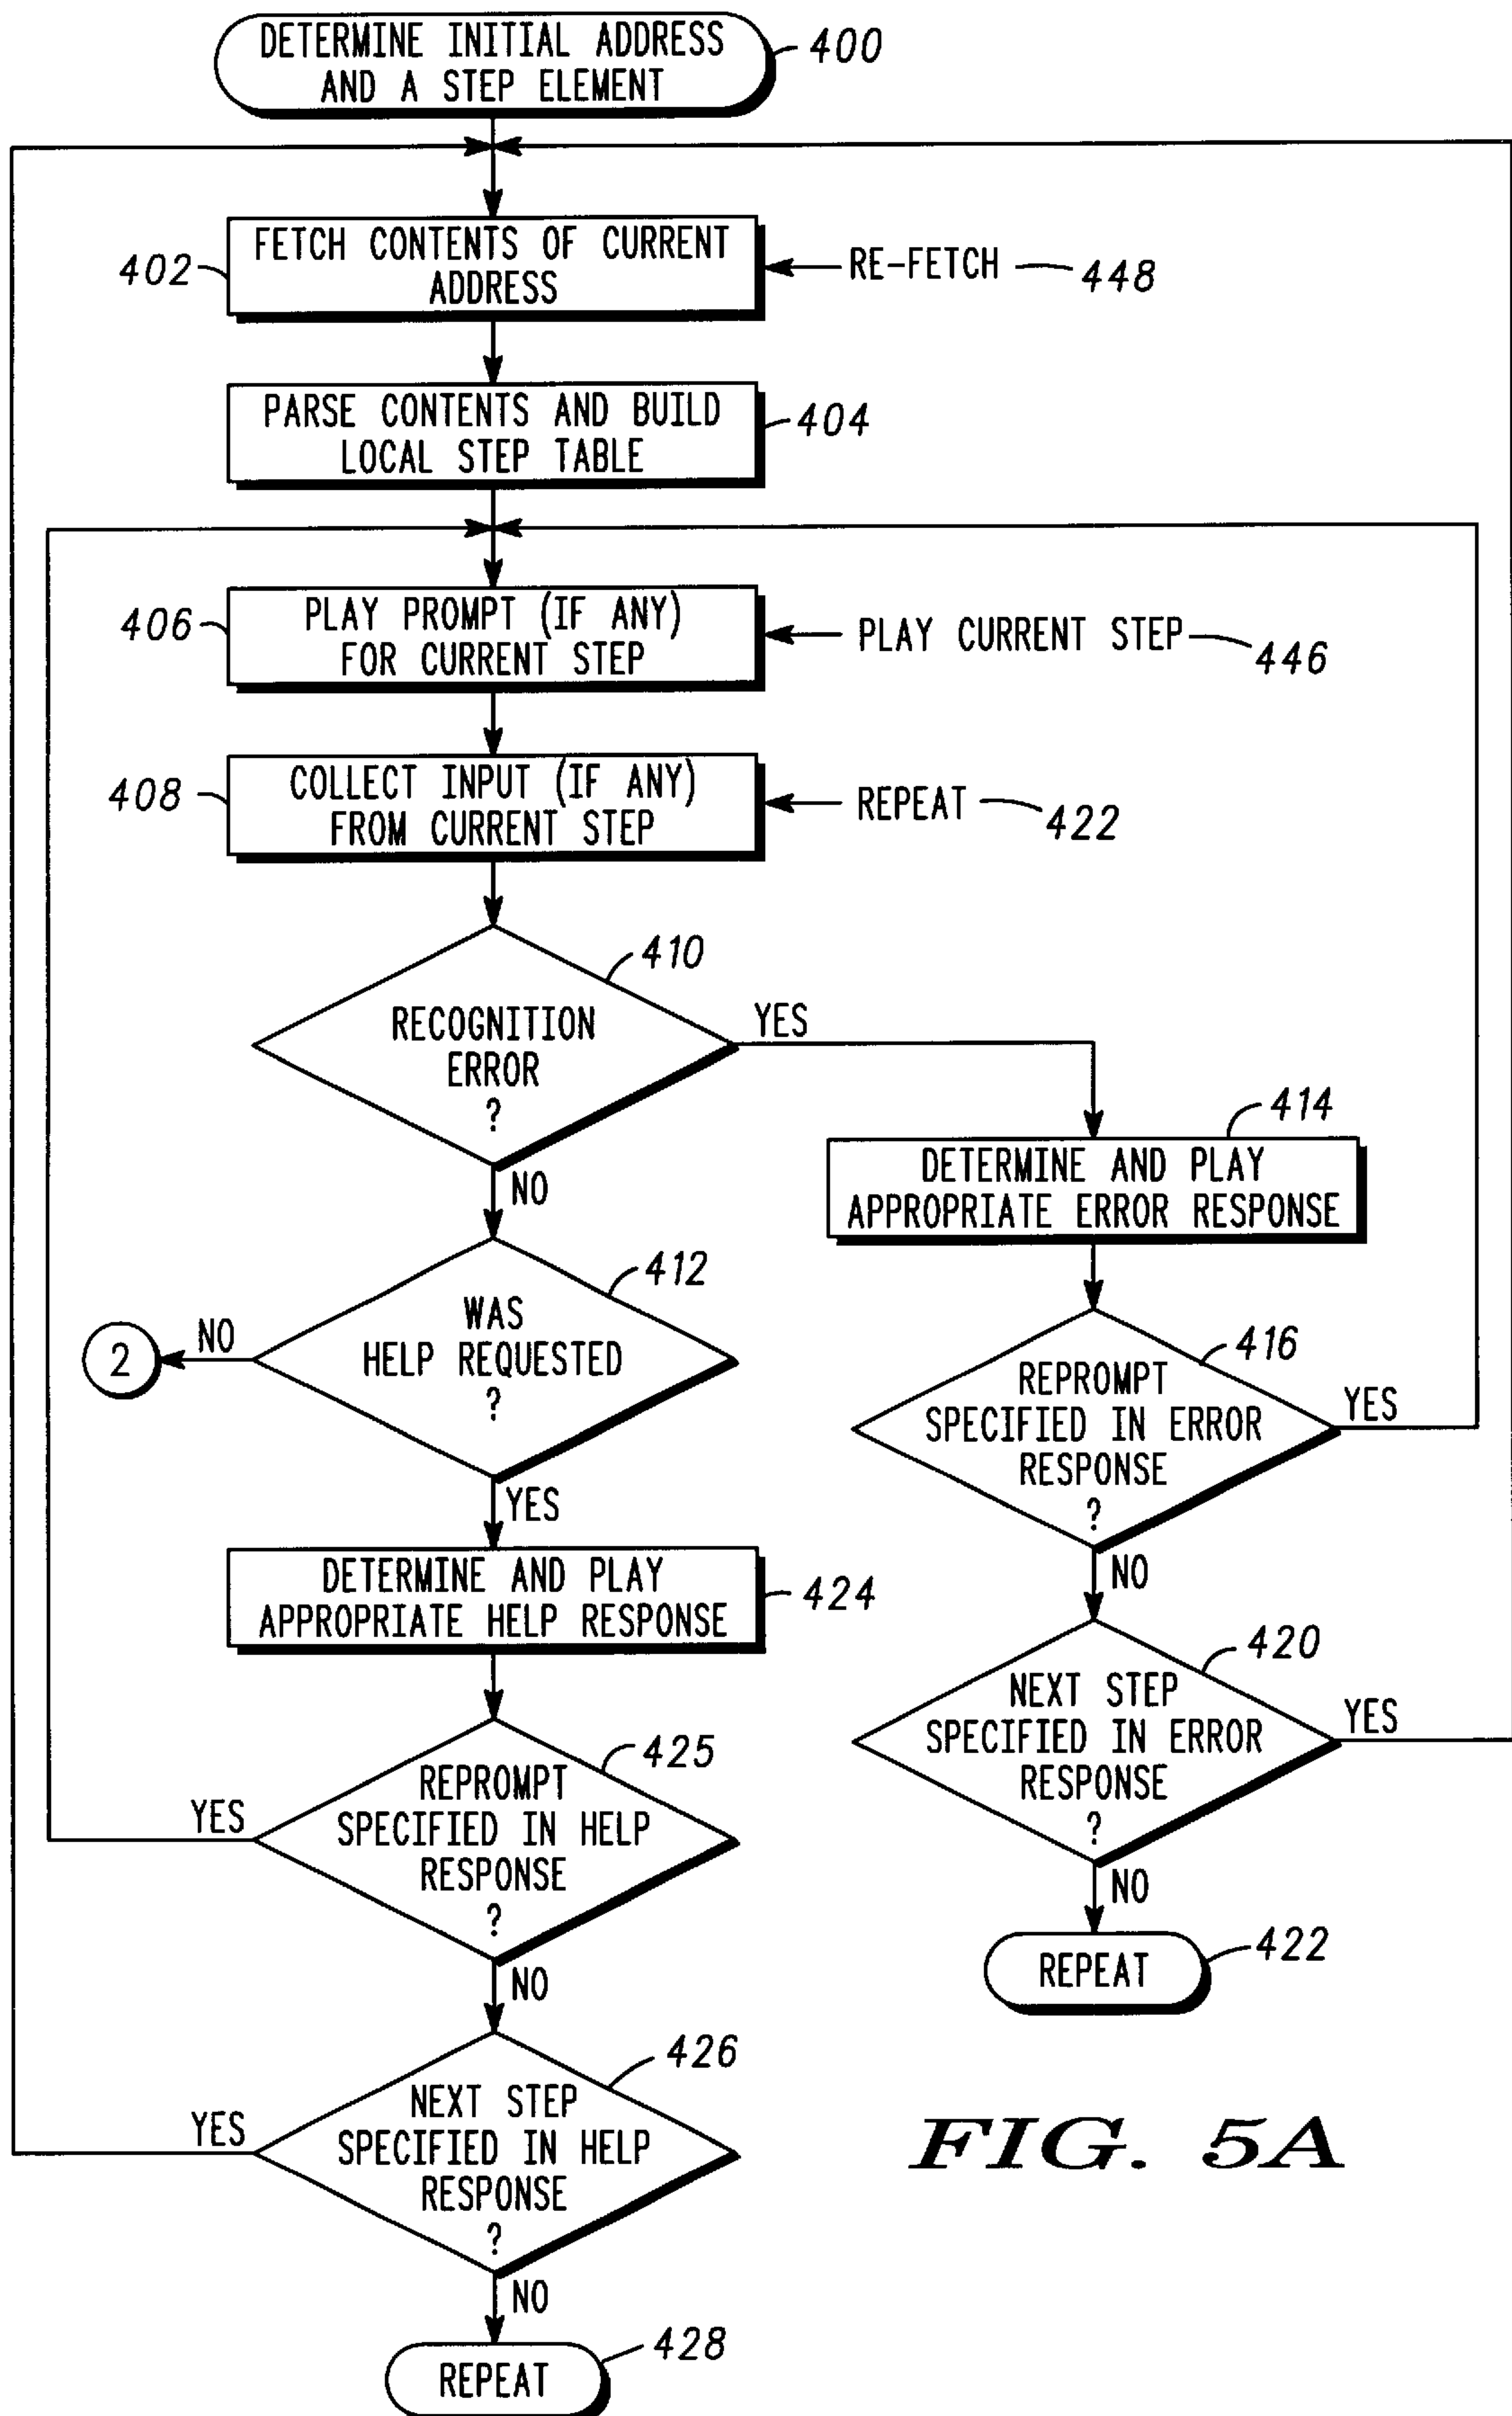 DETERMINE INITIAL ADDRESS
AND A STEP ELEMENT
400
FETCH CONTENTS OF CURRENT
ADDRESS
402
RE-FETCH
448
PARSE CONTENTS AND BUILD
LOCAL STEP TABLE
404
406
PLAY PROMPT (IF ANY)
FOR CURRENT STEP
PLAY CURRENT STEP
446
408
COLLECT INPUT (IF ANY)
FROM CURRENT STEP
REPEAT
422
410
RECOGNITION
ERROR
?
YES
NO
414
DETERMINE AND PLAY
APPROPRIATE ERROR RESPONSE
412
WAS
HELP REQUESTED
?
NO
2
YES
416
REPROMPT
SPECIFIED IN ERROR
RESPONSE
?
YES
NO
DETERMINE AND PLAY
APPROPRIATE HELP RESPONSE
424
420
NEXT STEP
SPECIFIED IN ERROR
RESPONSE
?
YES
NO
425
REPROMPT
SPECIFIED IN HELP
RESPONSE
?
YES
NO
REPEAT
422
426
NEXT STEP
SPECIFIED IN HELP
RESPONSE
?
YES
NO
FIG. 5A
REPEAT
428